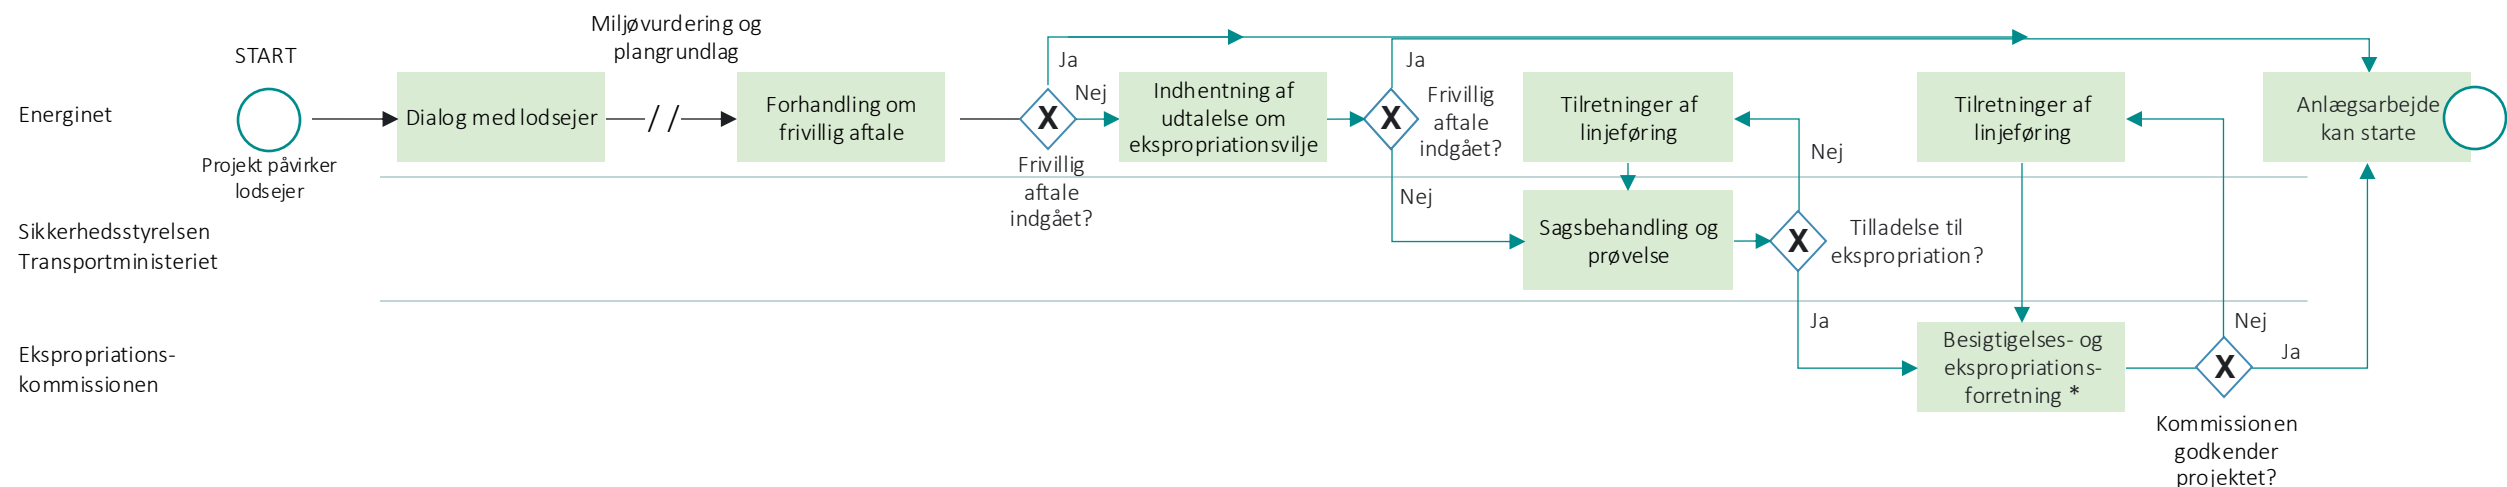 START
Projekt påvirker
lodsejer
Energinet
Dialog med lodsejer
Miljøvurdering og
plangrundlag
//
Forhandling om
frivillig aftale
X
Ja
Nej
Frivillig
aftale
indgået?
Indhentning af
udtalelse om
ekspropriationsvilje
X
Ja
Frivillig
aftale
indgået?
Nej
Tilretninger af
linjeføring
Nej
Tilretninger af
linjeføring
Anlægsarbejde
kan starte
Sikkerhedsstyrelsen
Transportministeriet
Sagsbehandling og
prøvelse
X
Tilladelse til
ekspropriation?
Ja
Ekspropriations-
kommissionen
Besigtigelses- og
ekspropriations-
forretning *
X
Nej
Ja
Kommissionen
godkender
projektet?